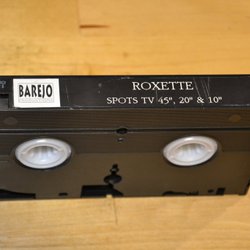 BAREJO
ROXETTE
SPOTS TV 45", 20" & 10"